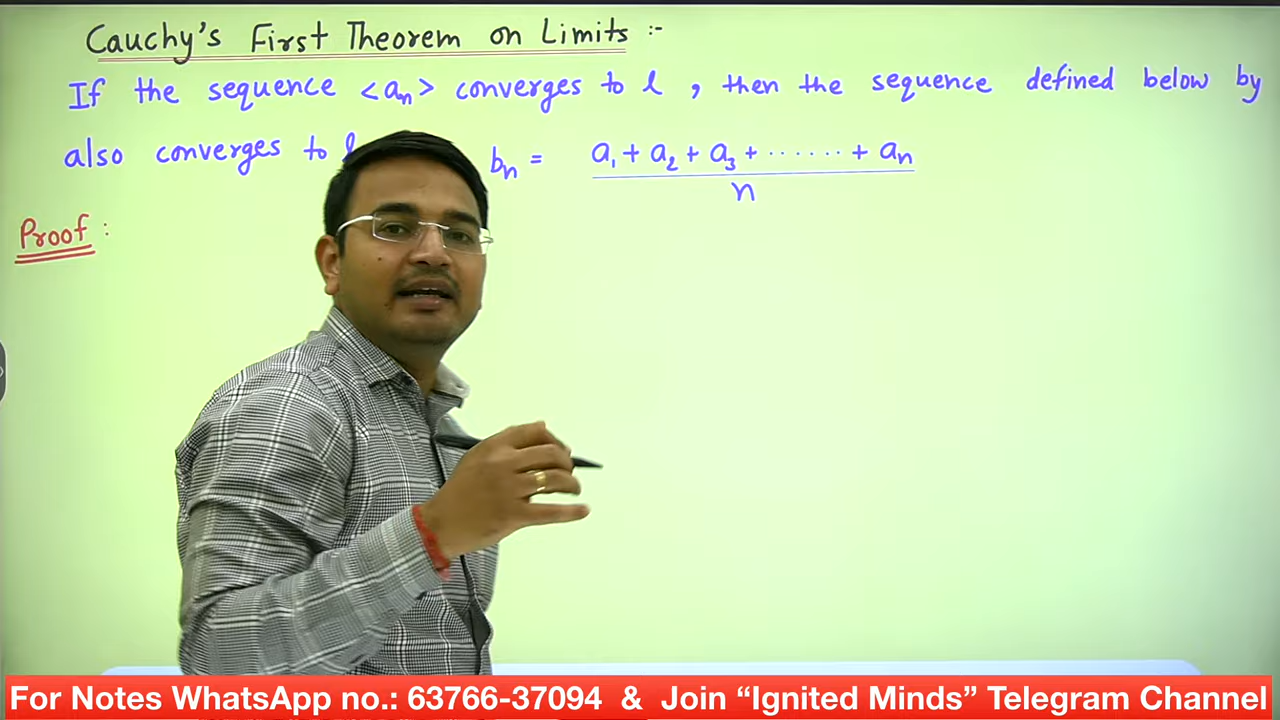 Cauchy's First Theorem on Limits :-
If the sequence <aₙ> converges to l , then the sequence defined below by
also converges to l bₙ = a₁ + a₂ + a₃ + ...... + aₙ
n
Proof :
For Notes WhatsApp no.: 63766-37094 & Join “Ignited Minds” Telegram Channel